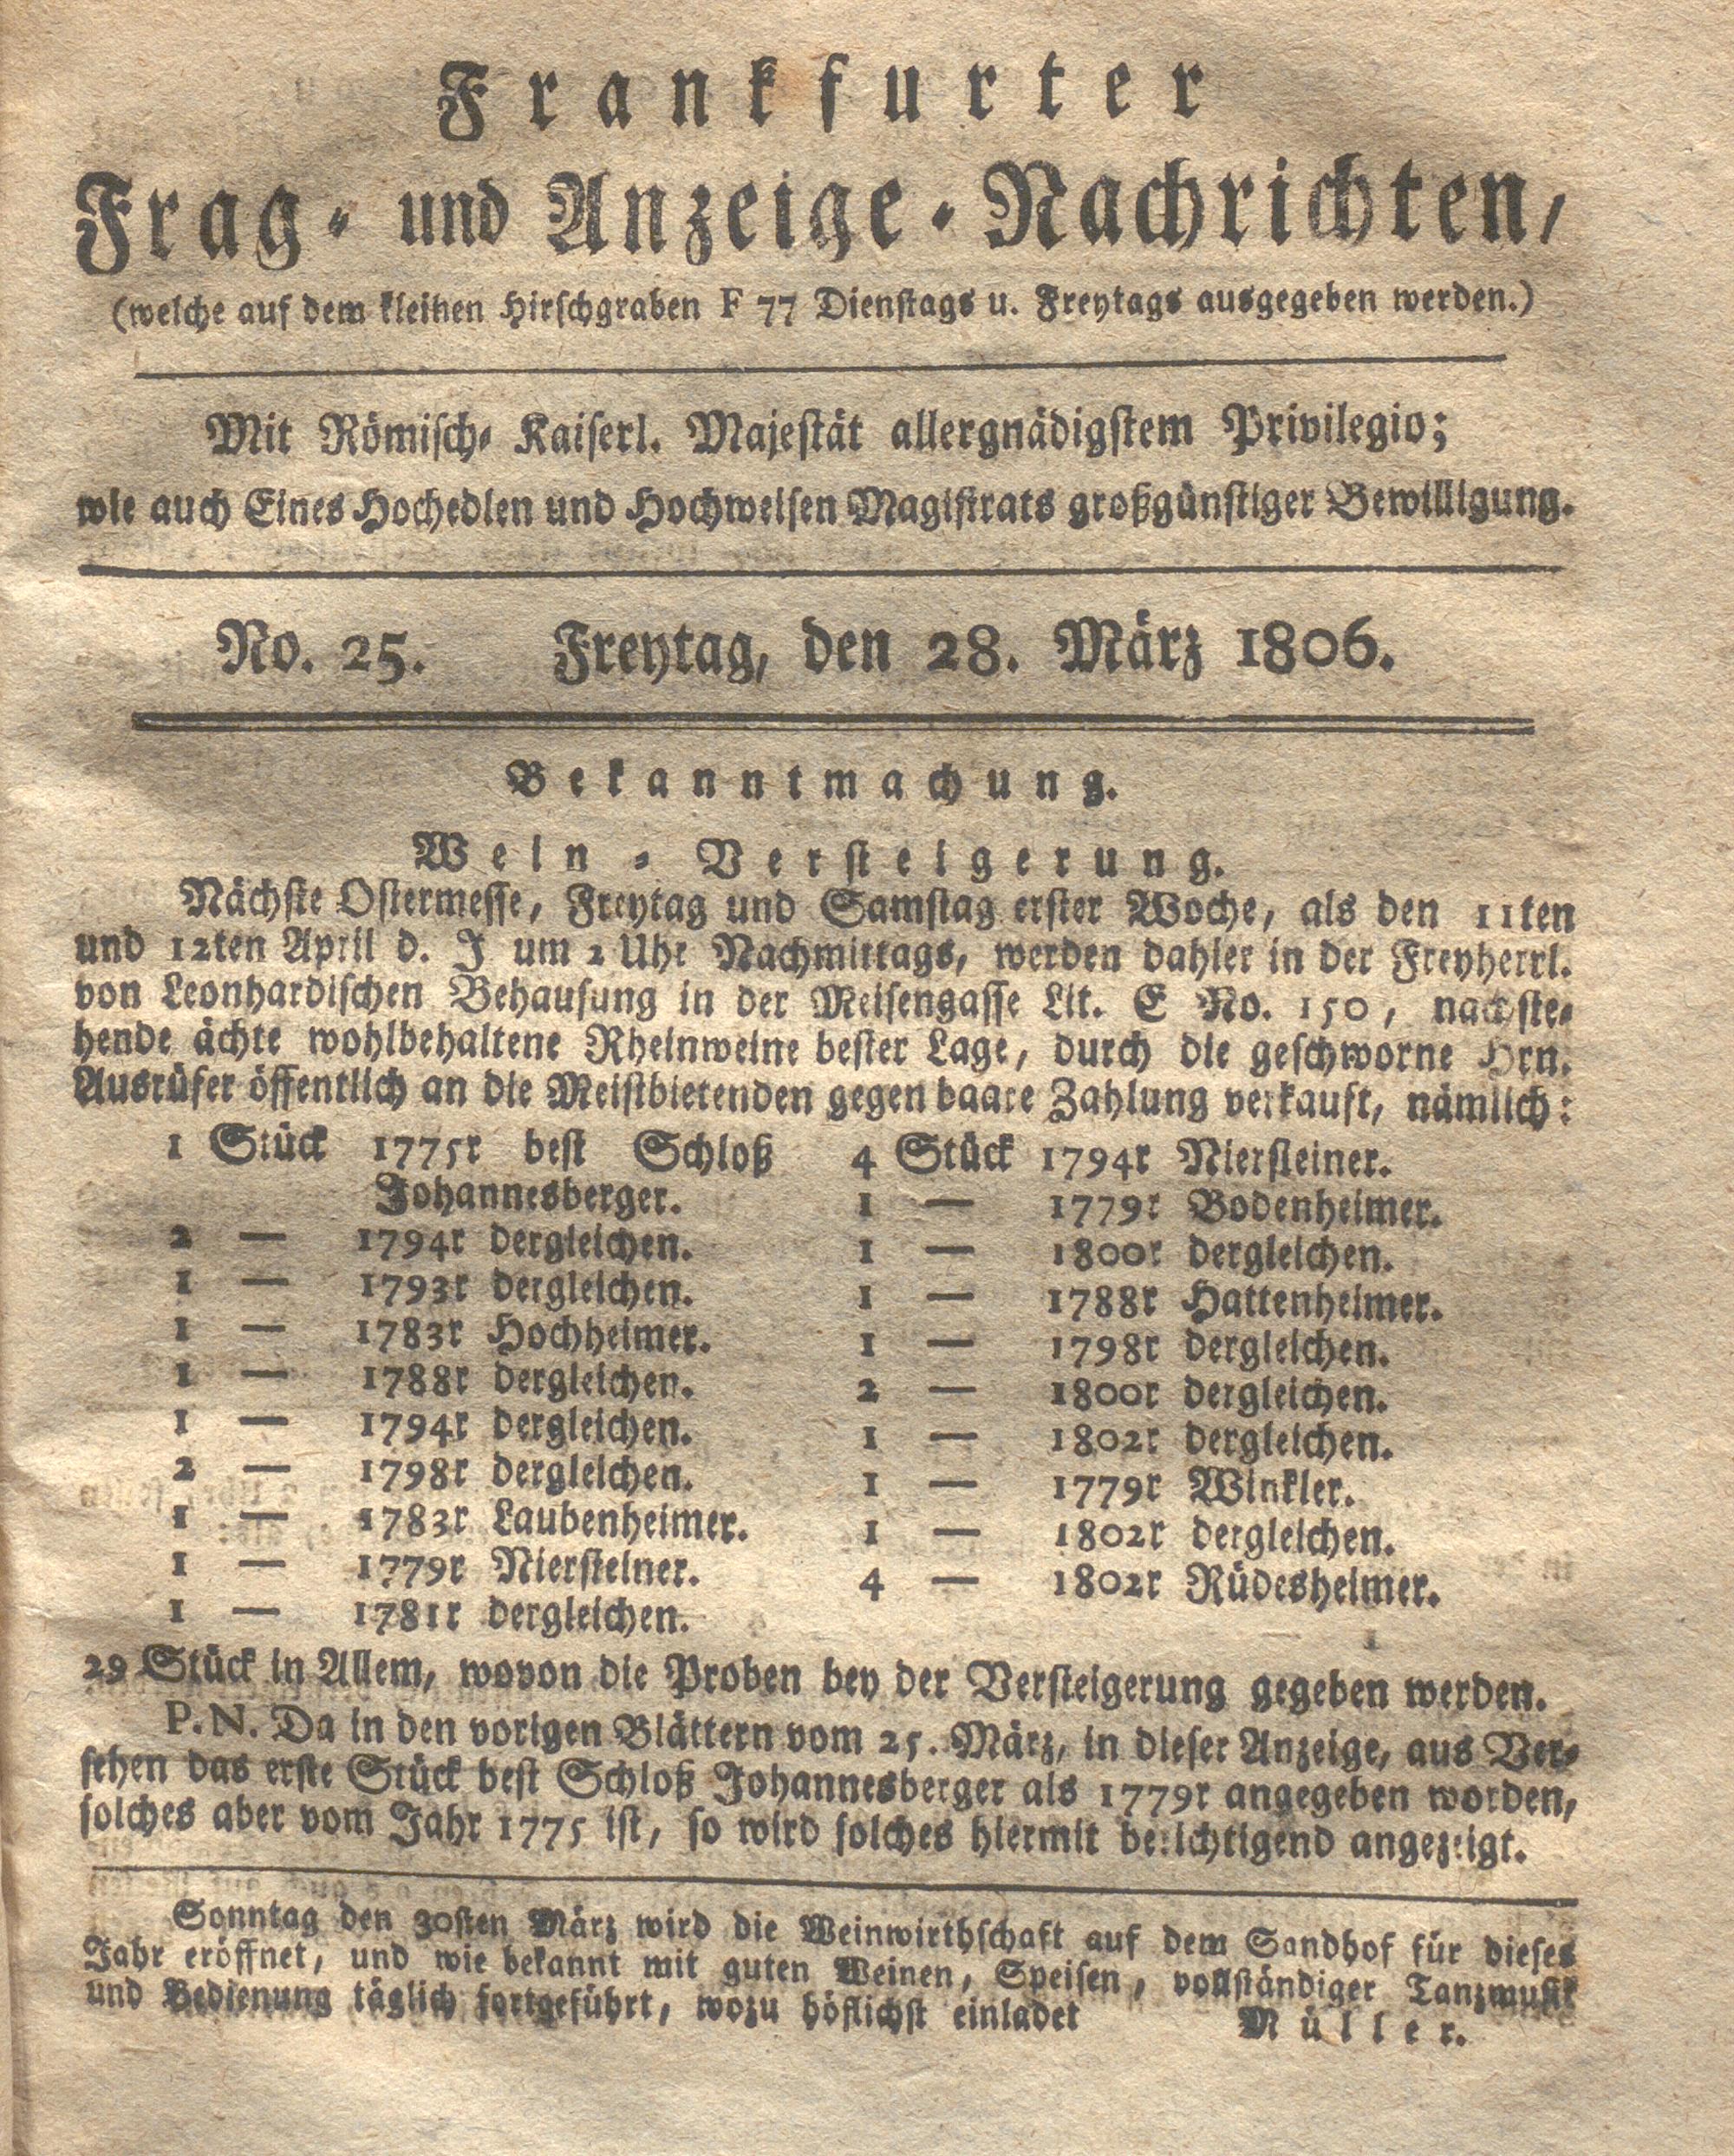 Frankfurter
Frag- und Anzeige-Nachrichten,
(welche auf dem kleinen Hirschgraben F 77 Dienstags u. Freytags ausgegeben werden.)
Mit Römisch- Kaiserl. Majestät allergnädigstem Privilegio;
wie auch Eines Hochedlen und Hochweisen Magistrats großgünstiger Bewilligung.
No. 25. Freytag, den 28. März 1806.
Bekanntmachung.
Wein-Versteigerung.
Nächste Ostermesse, Freytag und Samstag erster Woche, als den 11ten
und 12ten April d. J um 2 Uhr Nachmittags, werden dahier in der Freyherrl.
von Leonhardischen Behausung in der Meisengasse Lit. E No. 150, nachste-
hende ächte wohlbehaltene Rheinweine bester Lage, durch die geschworne Hrn.
Ausrüfer öffentlich an die Meistbietenden gegen baare Zahlung verkauft, nämlich:
1 Stück 1775r best Schloß
Johannesberger.
2 — 1794r dergleichen.
1 — 1793r dergleichen.
1 — 1783r Hochheimer.
1 — 1788r dergleichen.
1 — 1794r dergleichen.
2 — 1798r dergleichen.
1 — 1783r Laubenheimer.
1 — 1779r Niersteiner.
1 — 1781r dergleichen.
4 Stück 1794r Niersteiner.
1 — 1779r Bodenheimer.
1 — 1800r dergleichen.
1 — 1788r Hattenheimer.
1 — 1798r dergleichen.
2 — 1800r dergleichen.
1 — 1802r dergleichen.
1 — 1779r Winkler.
1 — 1802r dergleichen.
4 — 1802r Rüdesheimer.
29 Stück in Allem, wovon die Proben bey der Versteigerung gegeben werden.
P.N. Da in den vorigen Blättern vom 25. März, in dieser Anzeige, aus Ver-
sehen das erste Stück best Schloß Johannesberger als 1779r angegeben worden,
solches aber vom Jahr 1775 ist, so wird solches hiermit berichtigend angezeigt.
Sonntag den 30sten März wird die Weinwirthschaft auf dem Sandhof für dieses
Jahr eröffnet, und wie bekannt mit guten Weinen, Speisen, vollständiger Tanzmusik
und Bedienung täglich fortgeführt, wozu höflichst einladet Müller.